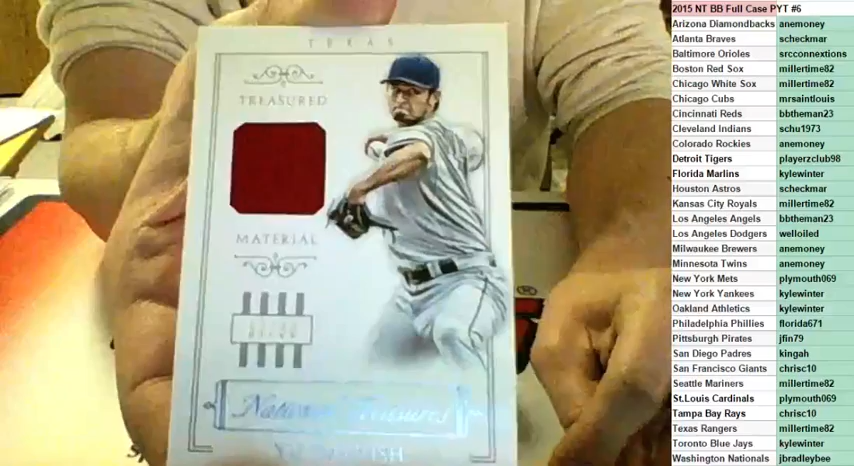 TEXAS
TREASURED
MATERIAL
National Treasures
2015 NT BB Full Case PYT #6
Arizona Diamondbacks anemoney
Atlanta Braves scheckmar
Baltimore Orioles srcconnextions
Boston Red Sox millertime82
Chicago White Sox millertime82
Chicago Cubs mrsaintlouis
Cincinnati Reds bbtheman23
Cleveland Indians schu1973
Colorado Rockies anemoney
Detroit Tigers playerzclub98
Florida Marlins kylewinter
Houston Astros scheckmar
Kansas City Royals millertime82
Los Angeles Angels bbtheman23
Los Angeles Dodgers welloiled
Milwaukee Brewers anemoney
Minnesota Twins anemoney
New York Mets plymouth069
New York Yankees kylewinter
Oakland Athletics kylewinter
Philadelphia Phillies florida671
Pittsburgh Pirates jfin79
San Diego Padres kingah
San Francisco Giants chrisc10
Seattle Mariners millertime82
St.Louis Cardinals plymouth069
Tampa Bay Rays chrisc10
Texas Rangers millertime82
Toronto Blue Jays kylewinter
Washington Nationals jbradleybee